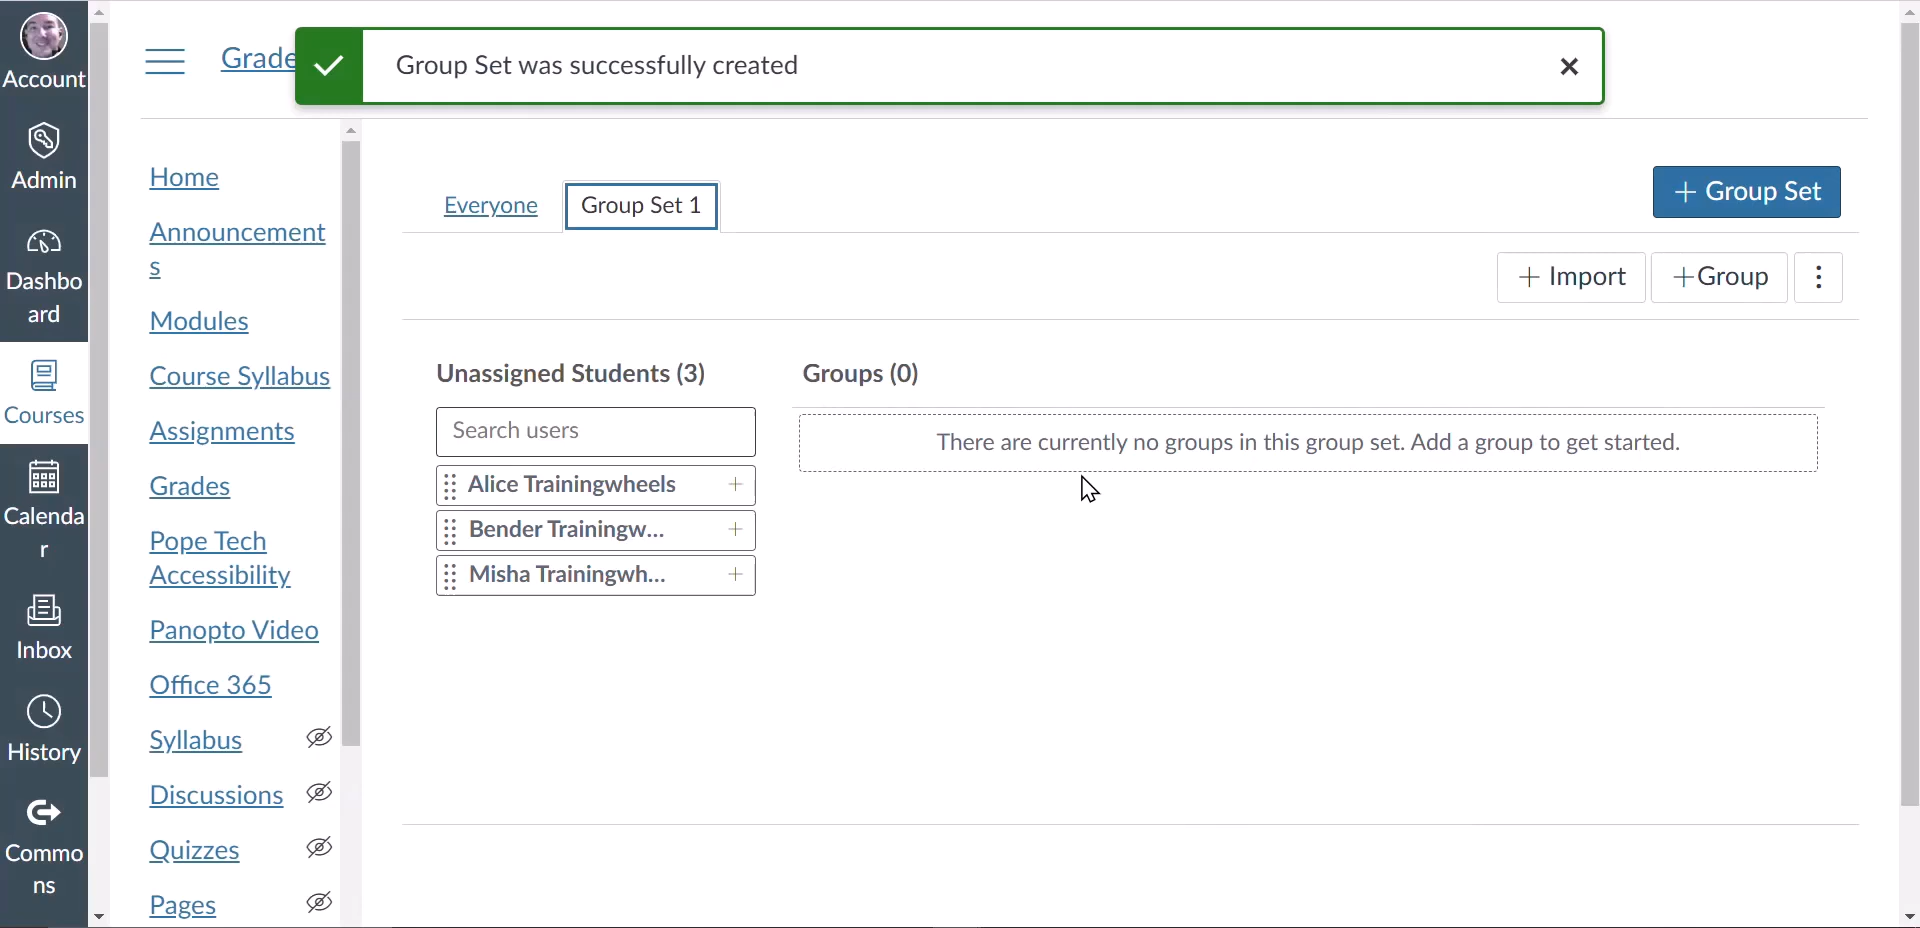 Account
Admin
Dashbo
ard
Courses
Calenda
r
Inbox
History
Commo
ns
Grade
Group Set was successfully created
Home
Announcement
s
Modules
Course Syllabus
Assignments
Grades
Pope Tech
Accessibility
Panopto Video
Office 365
Syllabus
Discussions
Quizzes
Pages
Everyone
Group Set 1
+ Group Set
+ Import
+Group
Unassigned Students (3)
Search users
Alice Trainingwheels
Bender Trainingw...
Misha Trainingwh...
Groups (0)
There are currently no groups in this group set. Add a group to get started.